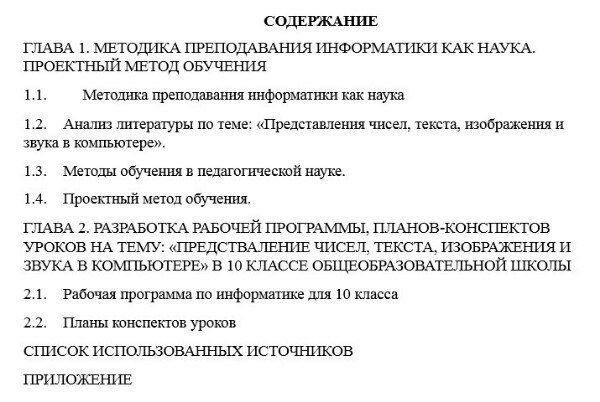 СОДЕРЖАНИЕ
ГЛАВА 1. МЕТОДИКА ПРЕПОДАВАНИЯ ИНФОРМАТИКИ КАК НАУКА.
ПРОЕКТНЫЙ МЕТОД ОБУЧЕНИЯ
1.1. Методика преподавания информатики как наука
1.2. Анализ литературы по теме: «Представления чисел, текста, изображения и
звука в компьютере».
1.3. Методы обучения в педагогической науке.
1.4. Проектный метод обучения.
ГЛАВА 2. РАЗРАБОТКА РАБОЧЕЙ ПРОГРАММЫ, ПЛАНОВ-КОНСПЕКТОВ
УРОКОВ НА ТЕМУ: «ПРЕДСТВАЛЕНИЕ ЧИСЕЛ, ТЕКСТА, ИЗОБРАЖЕНИЯ И
ЗВУКА В КОМПЬЮТЕРЕ» В 10 КЛАССЕ ОБЩЕОБРАЗОВАТЕЛЬНОЙ ШКОЛЫ
2.1. Рабочая программа по информатике для 10 класса
2.2. Планы конспектов уроков
СПИСОК ИСПОЛЬЗОВАННЫХ ИСТОЧНИКОВ
ПРИЛОЖЕНИЕ